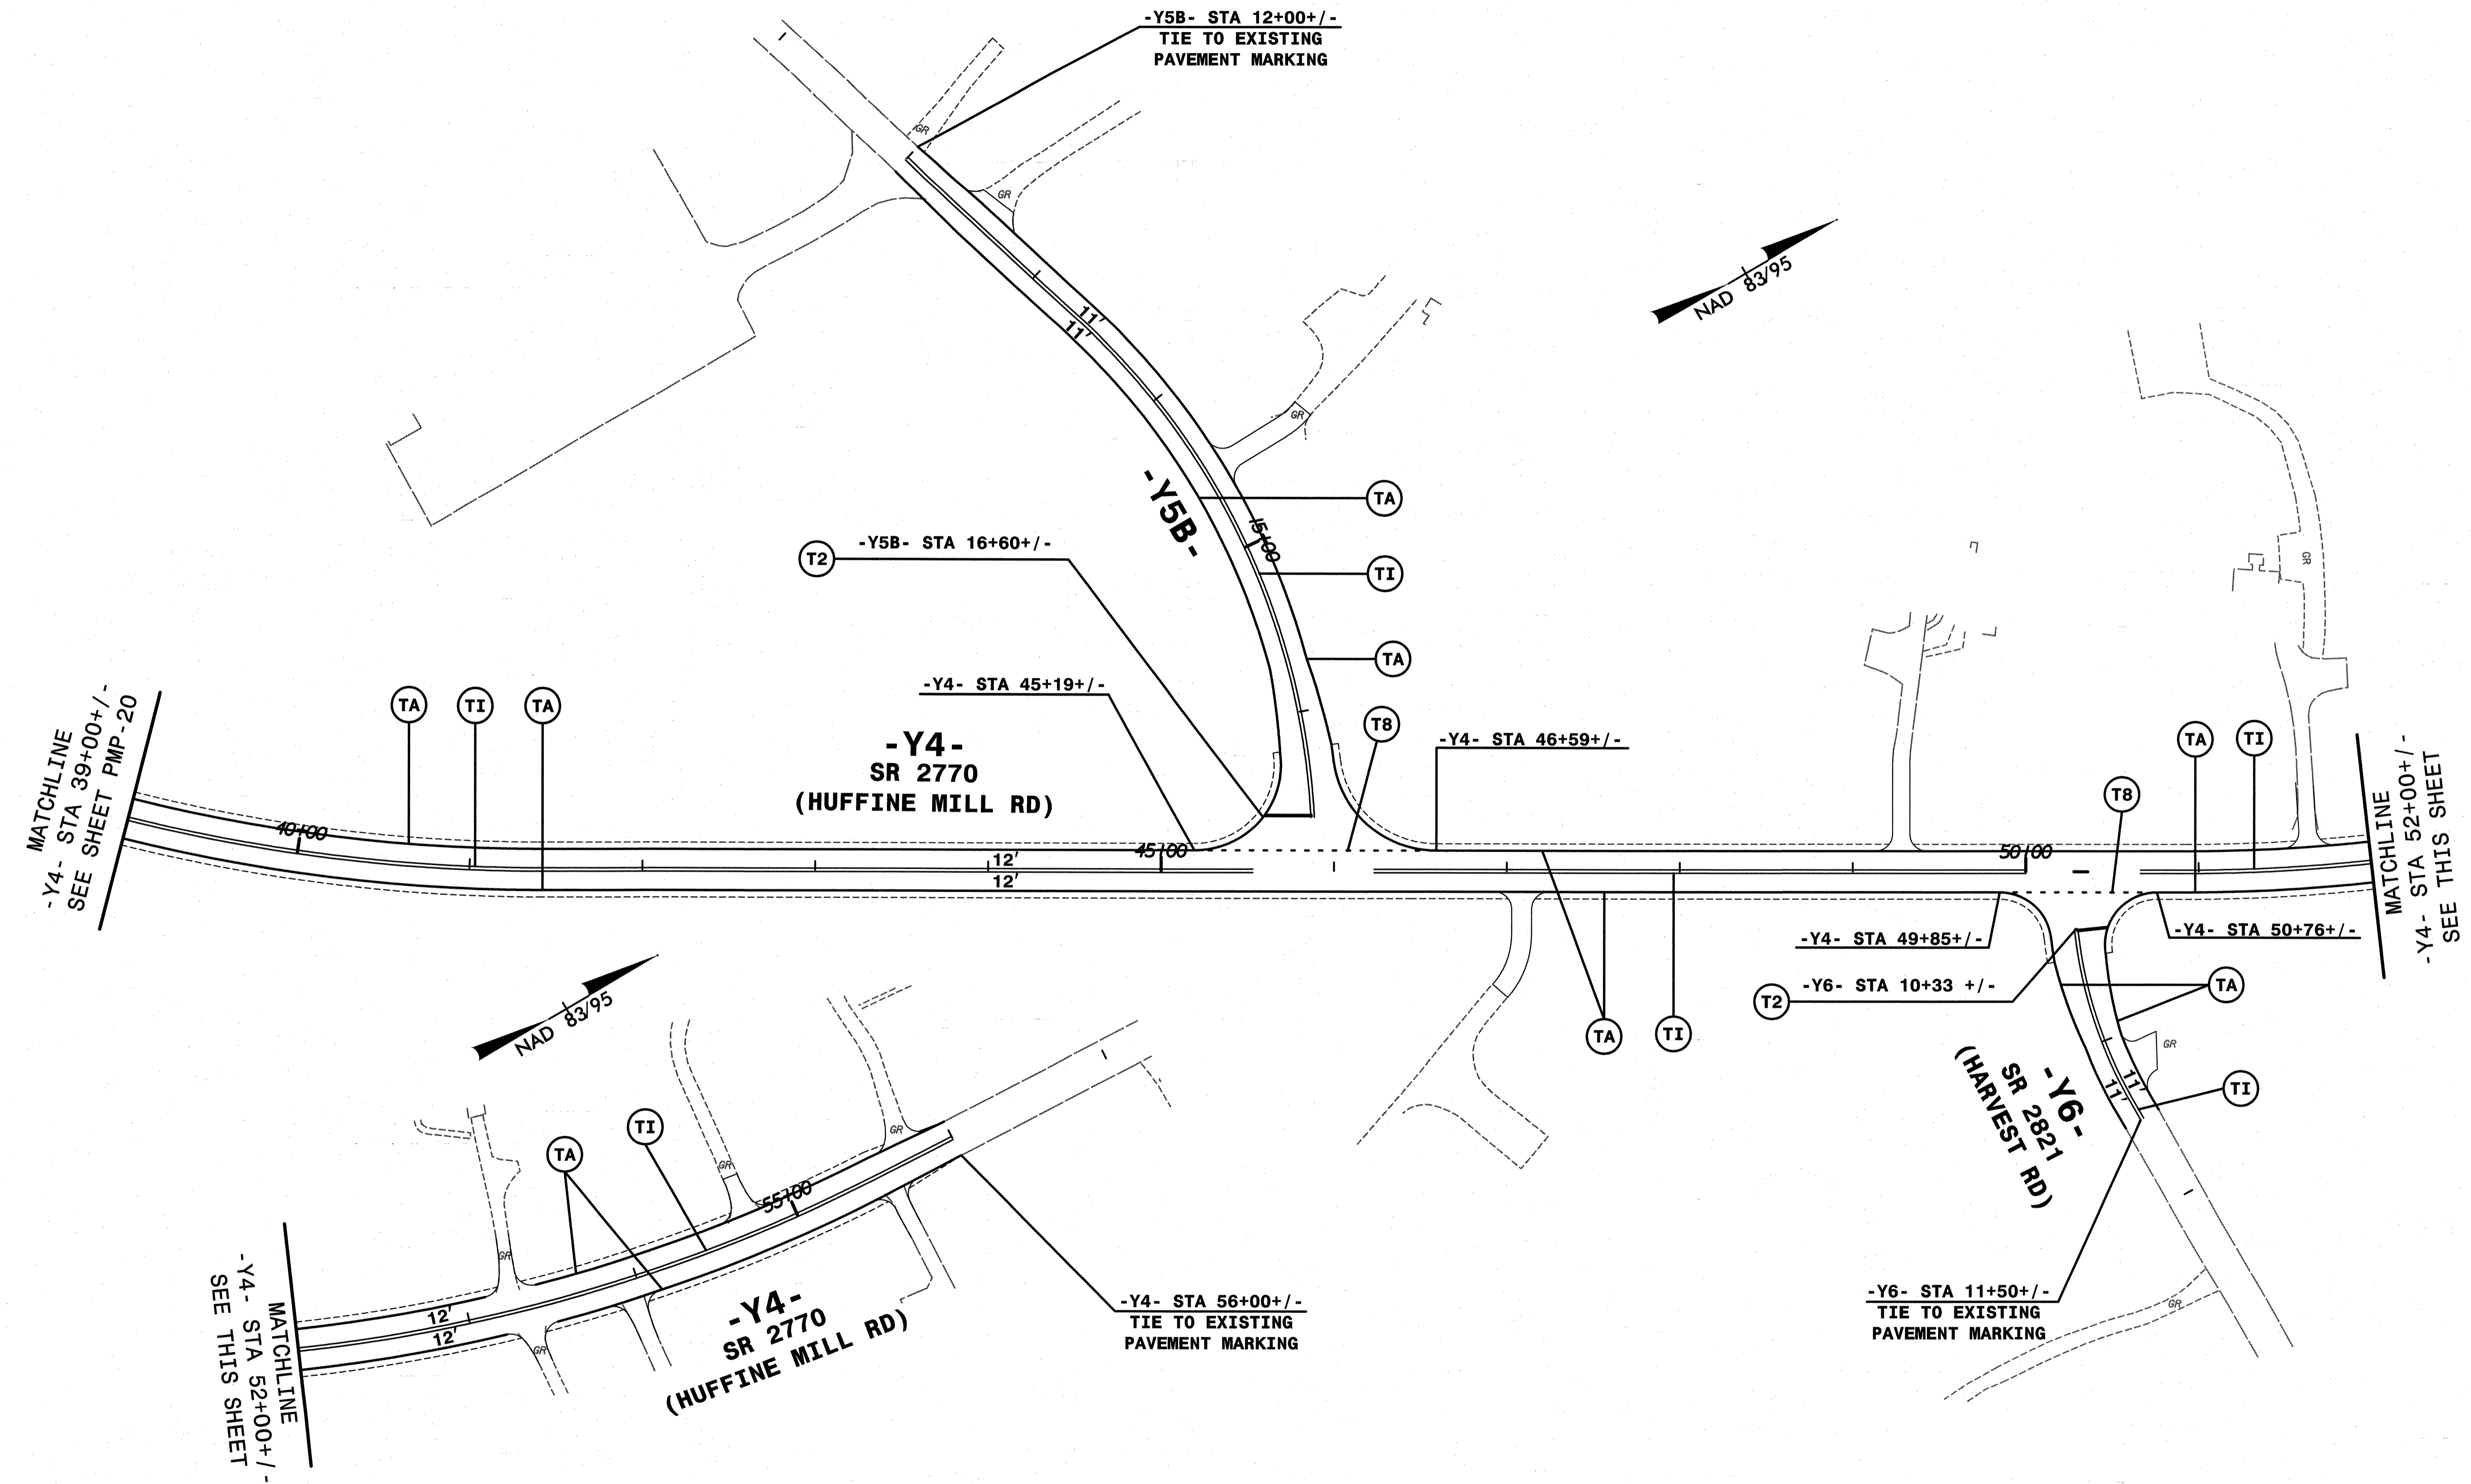 -Y5B- STA 12+00+/-
TIE TO EXISTING
PAVEMENT MARKING
GR
GR
NAD 83/95
11'
11'
GR
-Y5B-
TA
15+00
-Y5B- STA 16+60+/-
T2
TI
GR
TA
-Y4- STA 45+19+/-
TA
TI
TA
T8
-Y4-
SR 2770
(HUFFINE MILL RD)
-Y4- STA 46+59+/-
TA
TI
T8
MATCHLINE
-Y4- STA 39+00+/-
SEE SHEET PMP-20
MATCHLINE
-Y4- STA 52+00+/-
SEE THIS SHEET
40+00
45+00
50+00
12'
12'
-Y4- STA 49+85+/-
-Y4- STA 50+76+/-
-Y6- STA 10+33 +/-
T2
TA
TA
TI
NAD 83/95
GR
11'
11'
TI
-Y6-
SR 2821
(HARVEST RD)
TI
TA
GR
GR
55+00
GR
12'
12'
GR
-Y4-
SR 2770
(HUFFINE MILL RD)
MATCHLINE
-Y4- STA 52+00+/-
SEE THIS SHEET
-Y4- STA 56+00+/-
TIE TO EXISTING
PAVEMENT MARKING
-Y6- STA 11+50+/-
TIE TO EXISTING
PAVEMENT MARKING
GR